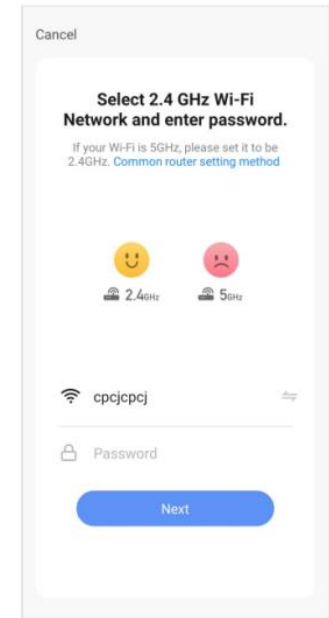 Cancel
Select 2.4 GHz Wi-Fi
Network and enter password.
If your Wi-Fi is 5GHz, please set it to be
2.4GHz. Common router setting method
2.4GHz 5GHz
cpcjcpcj
Password
Next